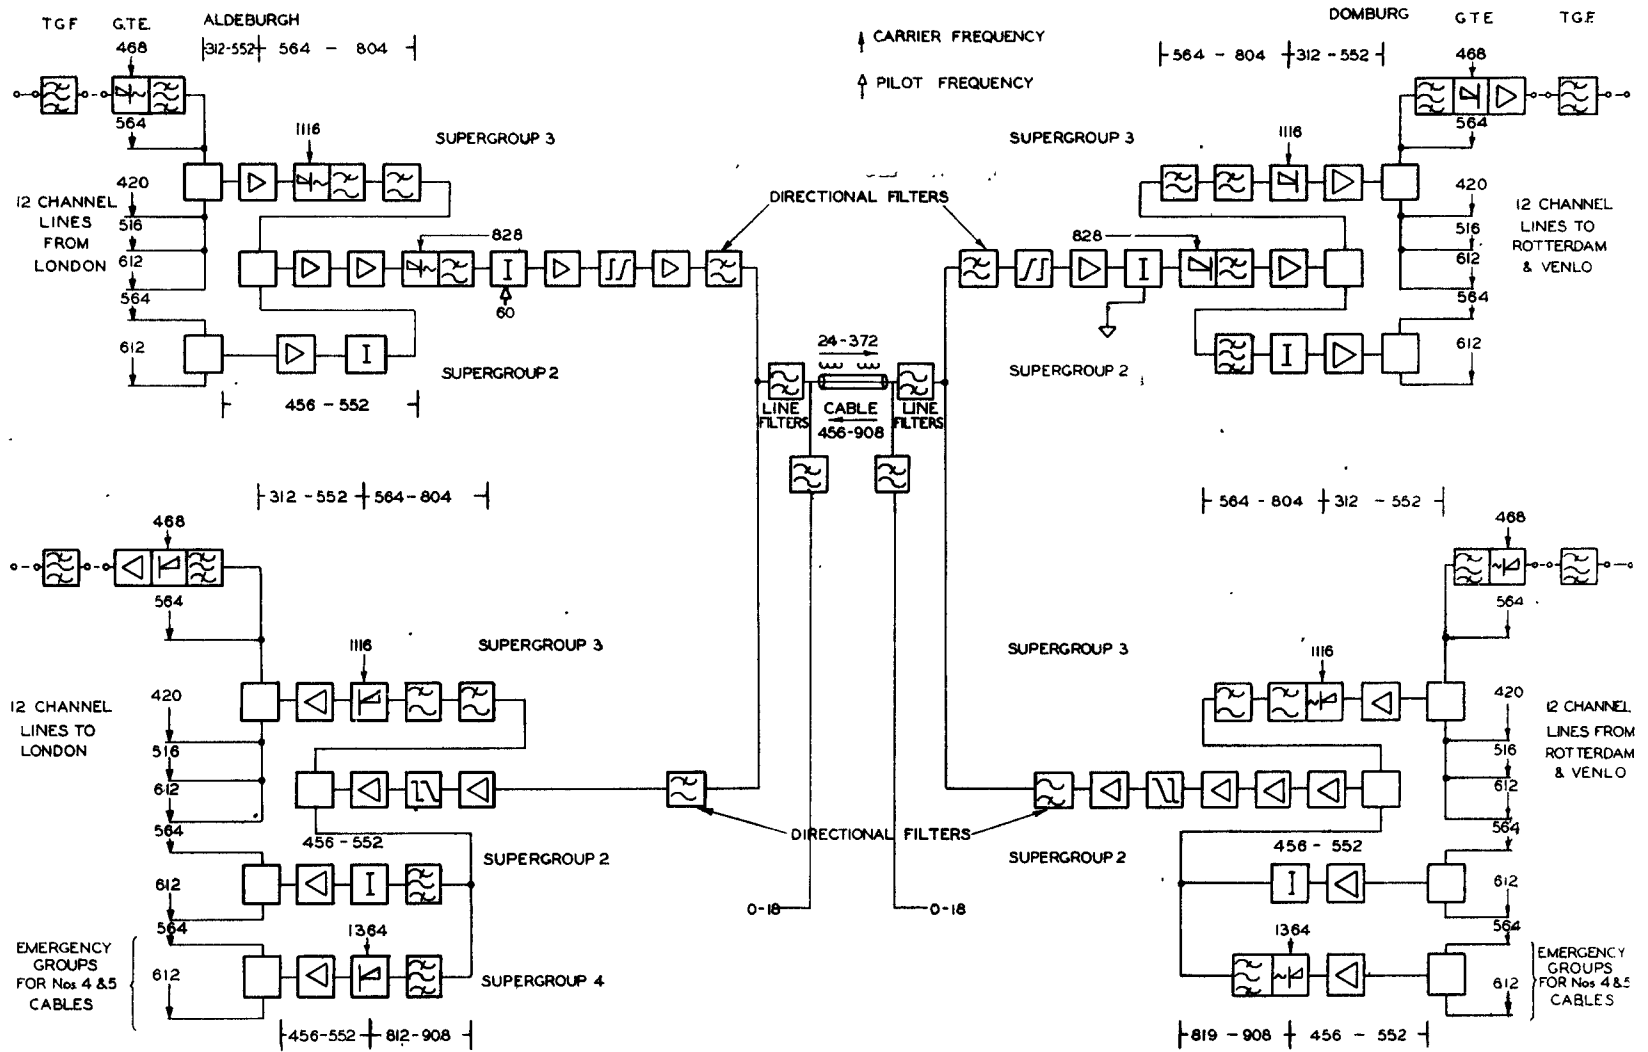 T G F G.T.E. ALDEBURGH
468
312-552 564 - 804
564
1116
SUPERGROUP 3
420
12 CHANNEL
LINES
FROM
LONDON
516
612
564
828
60
612
SUPERGROUP 2
456-552
CARRIER FREQUENCY
PILOT FREQUENCY
DIRECTIONAL FILTERS
24-372
LINE
FILTERS
CABLE
LINE
FILTERS
456-908
DOMBURG G T E T.G.F.
468
564 - 804 312-552
564
1116
SUPERGROUP 3
420
12 CHANNEL
LINES TO
ROTTERDAM
& VENLO
516
612
564
828
612
SUPERGROUP 2
312-552 564-804
468
564
1116
SUPERGROUP 3
420
12 CHANNEL
LINES TO
LONDON
516
612
564
456-552
SUPERGROUP 2
612
564
1364
EMERGENCY
GROUPS
FOR Nos 4 & 5
CABLES
612
SUPERGROUP 4
456-552 812-908
DIRECTIONAL FILTERS
0-18 0-18
564 - 804 312 - 552
468
564
1116
SUPERGROUP 3
420
12 CHANNEL
LINES FROM
ROTTERDAM
& VENLO
516
612
564
456 - 552
SUPERGROUP 2
612
564
1364
EMERGENCY
GROUPS
FOR Nos 4 & 5
CABLES
612
819 - 908 456 - 552